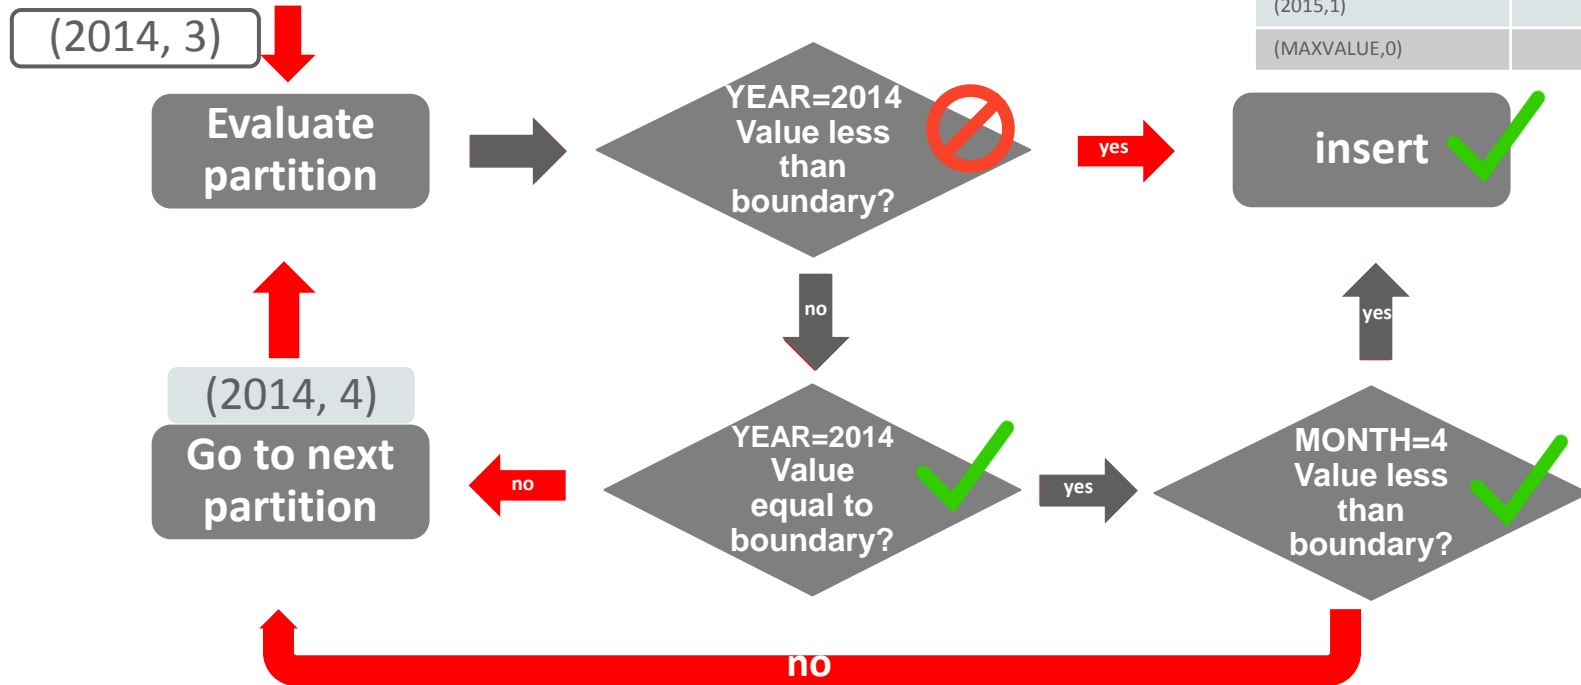 (2015,1)
(2014, 3)
(MAXVALUE,0)
Evaluate
partition
YEAR=2014
Value less
than
boundary?
yes
insert
no
yes
(2014, 4)
Go to next
partition
no
YEAR=2014
Value
equal to
boundary?
yes
MONTH=4
Value less
than
boundary?
no